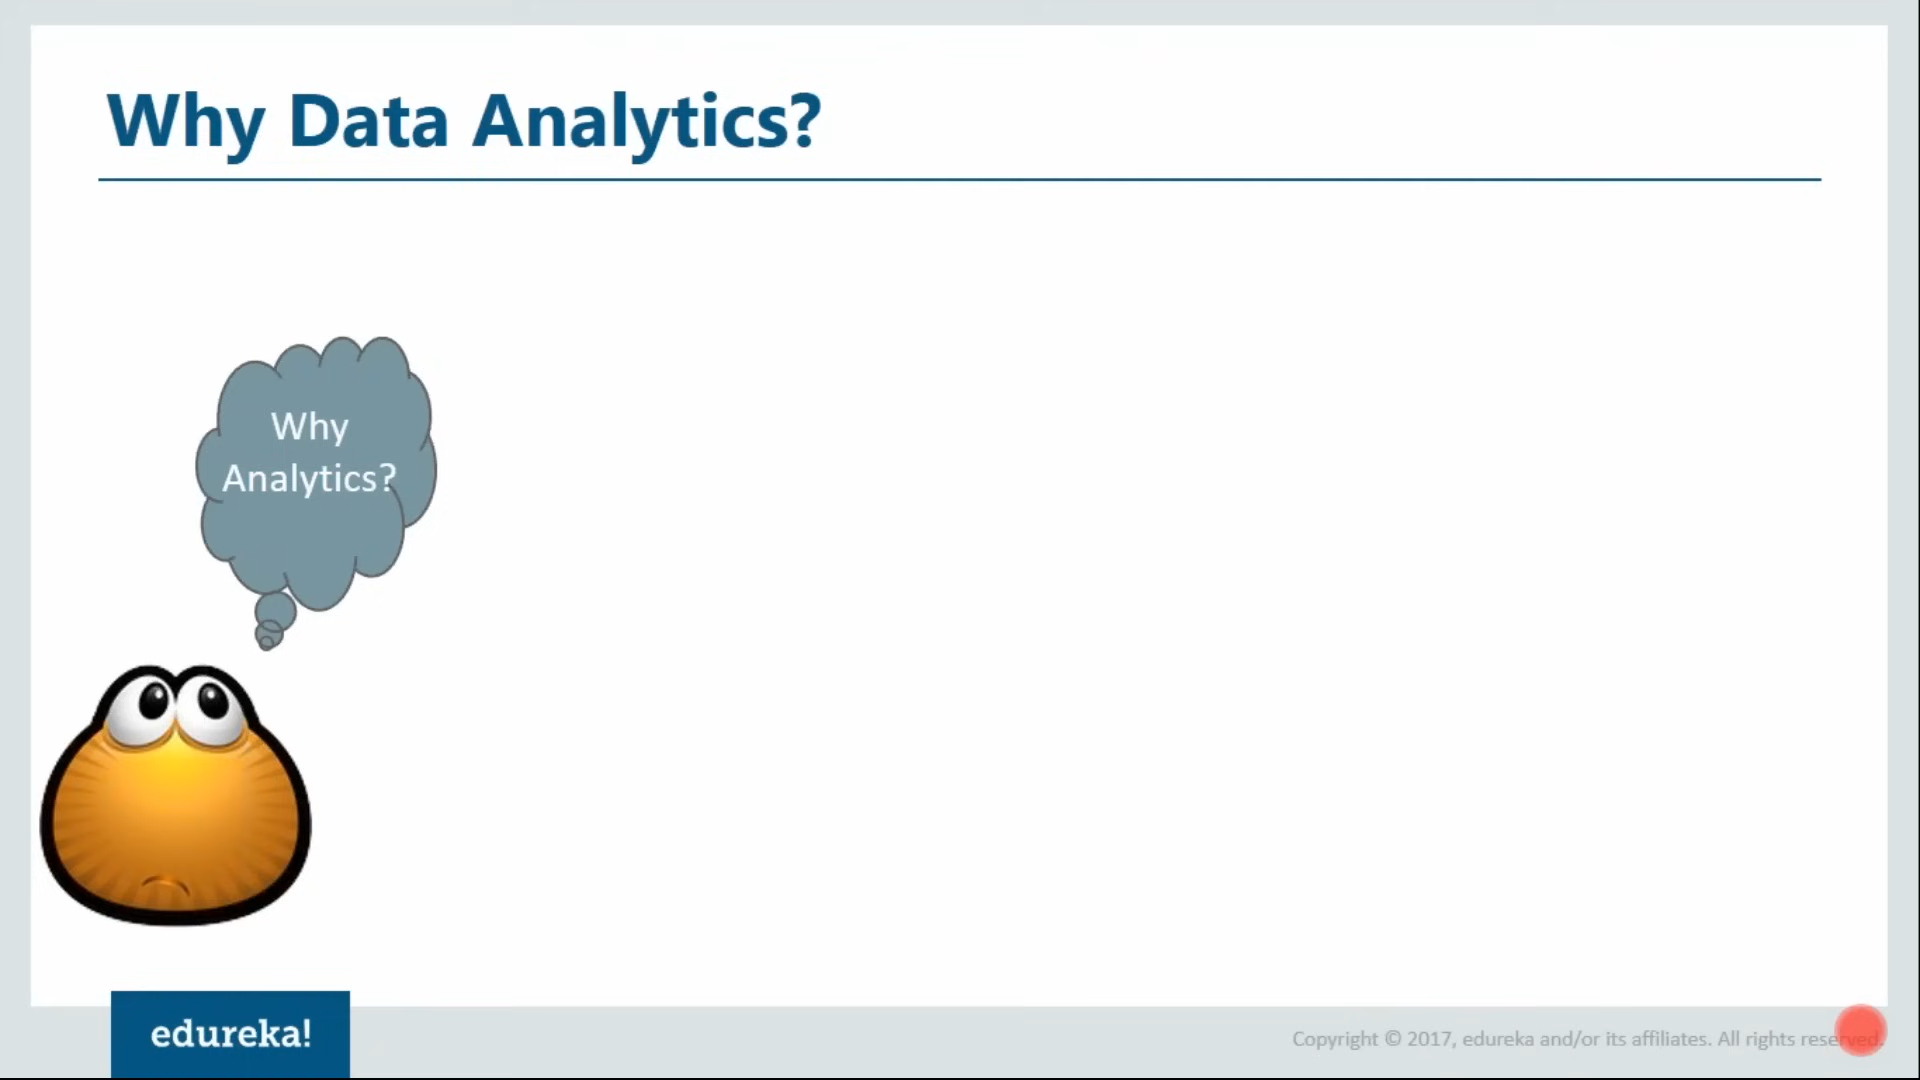 Why Data Analytics?
Why
Analytics?
edureka!
Copyright © 2017, edureka and/or its affiliates. All rights reserved.